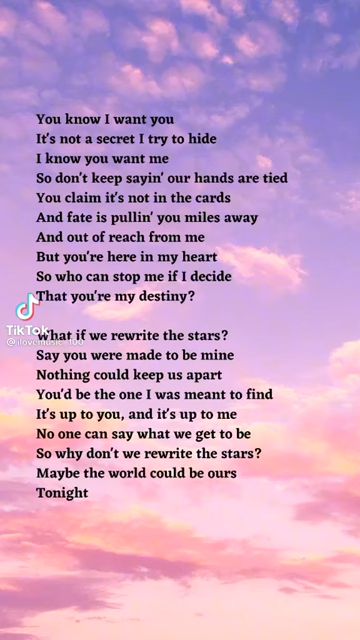 You know I want you
It's not a secret I try to hide
I know you want me
So don't keep sayin' our hands are tied
You claim it's not in the cards
And fate is pullin' you miles away
And out of reach from me
But you're here in my heart
So who can stop me if I decide
That you're my destiny?
TikTok
What if we rewrite the stars?
Say you were made to be mine
Nothing could keep us apart
You'd be the one I was meant to find
It's up to you, and it's up to me
No one can say what we get to be
So why don't we rewrite the stars?
Maybe the world could be ours
Tonight